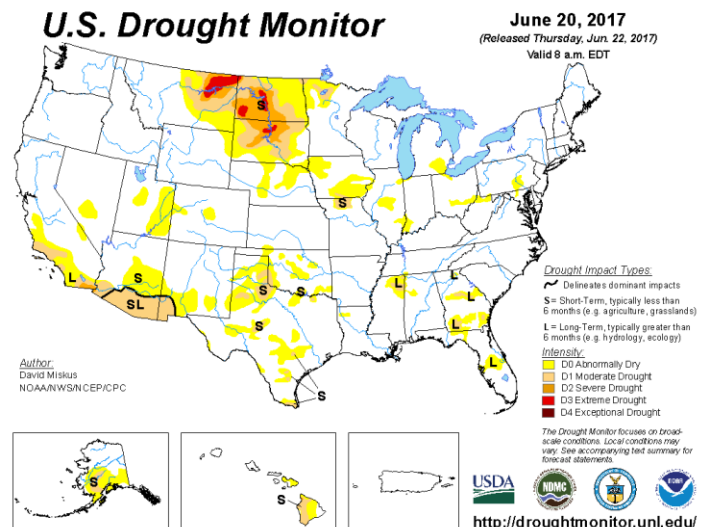 U.S. Drought Monitor
June 20, 2017
(Released Thursday, Jun. 22, 2017)
Valid 8 a.m. EDT
S
S
L
S
SL
S
S
S
S
L
L
L
L
S
S
Drought Impact Types:
Delineates dominant impacts
S = Short-Term, typically less than
6 months (e.g. agriculture, grasslands)
L = Long-Term, typically greater than
6 months (e.g. hydrology, ecology)
Intensity:
D0 Abnormally Dry
D1 Moderate Drought
D2 Severe Drought
D3 Extreme Drought
D4 Exceptional Drought
Author:
David Miskus
NOAA/NWS/NCEP/CPC
The Drought Monitor focuses on broad-
scale conditions. Local conditions may
vary. See accompanying text summary for
forecast statements.
USDA
NDMC
NOAA
http://droughtmonitor.unl.edu/